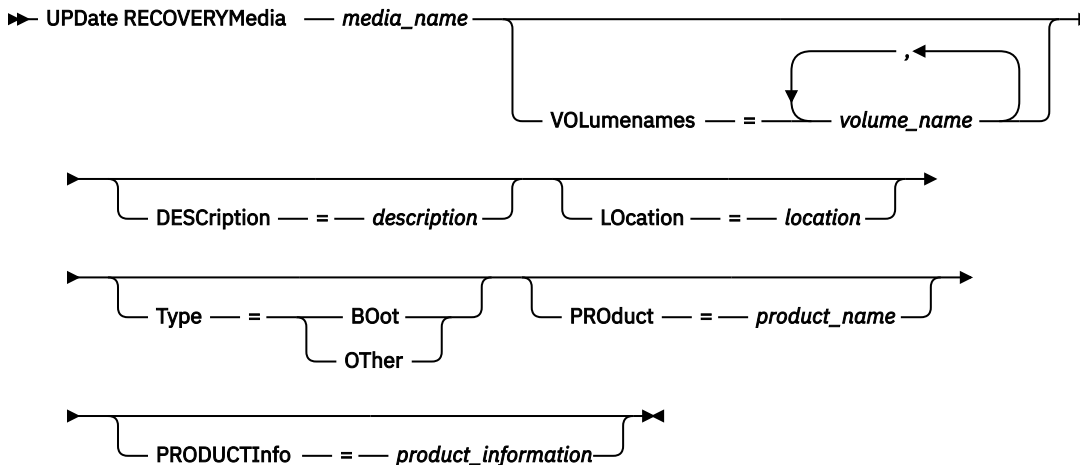 UPDate RECOVERYMedia media_name
,
VOLumenames = volume_name
DESCription = description LOcation = location
Type = BOot PROduct = product_name
OTher
PRODUCTInfo = product_information